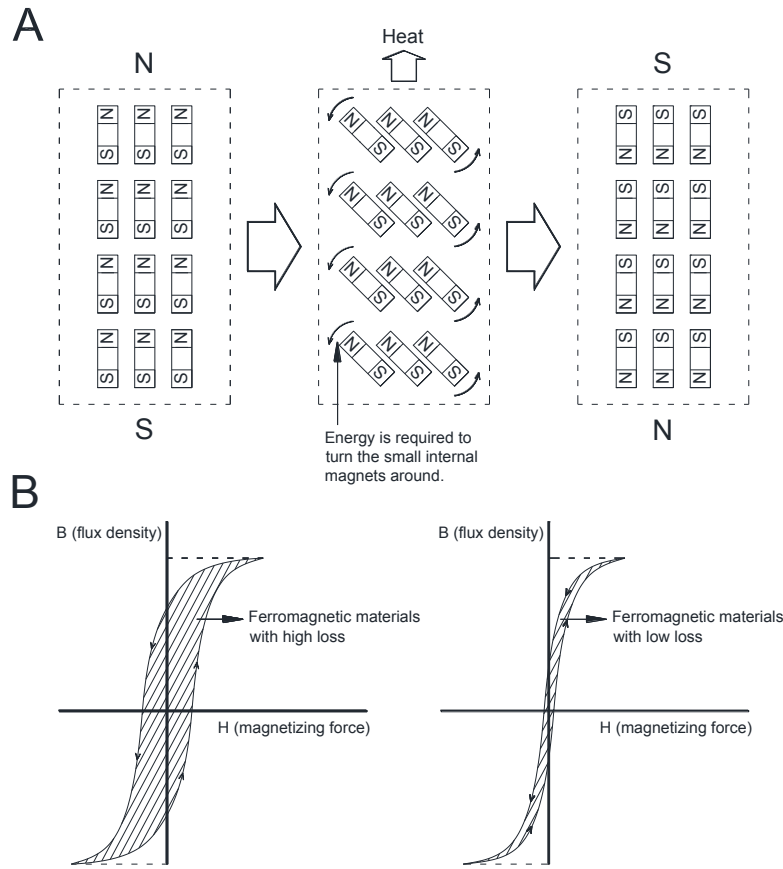 A
Heat
N
S
N N N
S S S
N N N
S S S
N N N
S S S
N N N
S S S
N N N
S S S
N N N
S S S
N N N
S S S
N N N
S S S
S S S
N N N
S S S
N N N
S S S
N N N
S S S
N N N
S
N
Energy is required to
turn the small internal
magnets around.
B
B (flux density)
Ferromagnetic materials
with high loss
H (magnetizing force)
B (flux density)
Ferromagnetic materials
with low loss
H (magnetizing force)